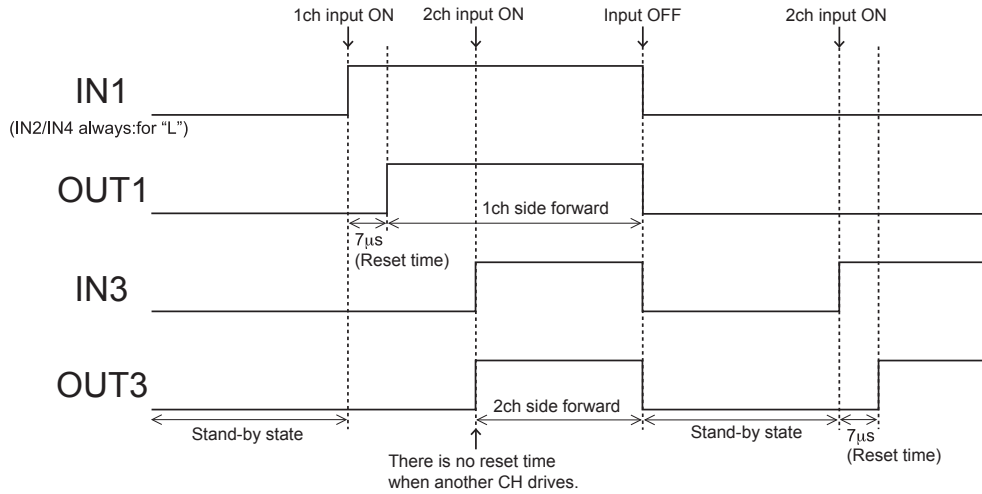 1ch input ON
2ch input ON
Input OFF
2ch input ON
IN1
(IN2/IN4 always:for “L”)
OUT1
1ch side forward
7μs
(Reset time)
IN3
OUT3
2ch side forward
Stand-by state
Stand-by state
7μs
(Reset time)
There is no reset time
when another CH drives.